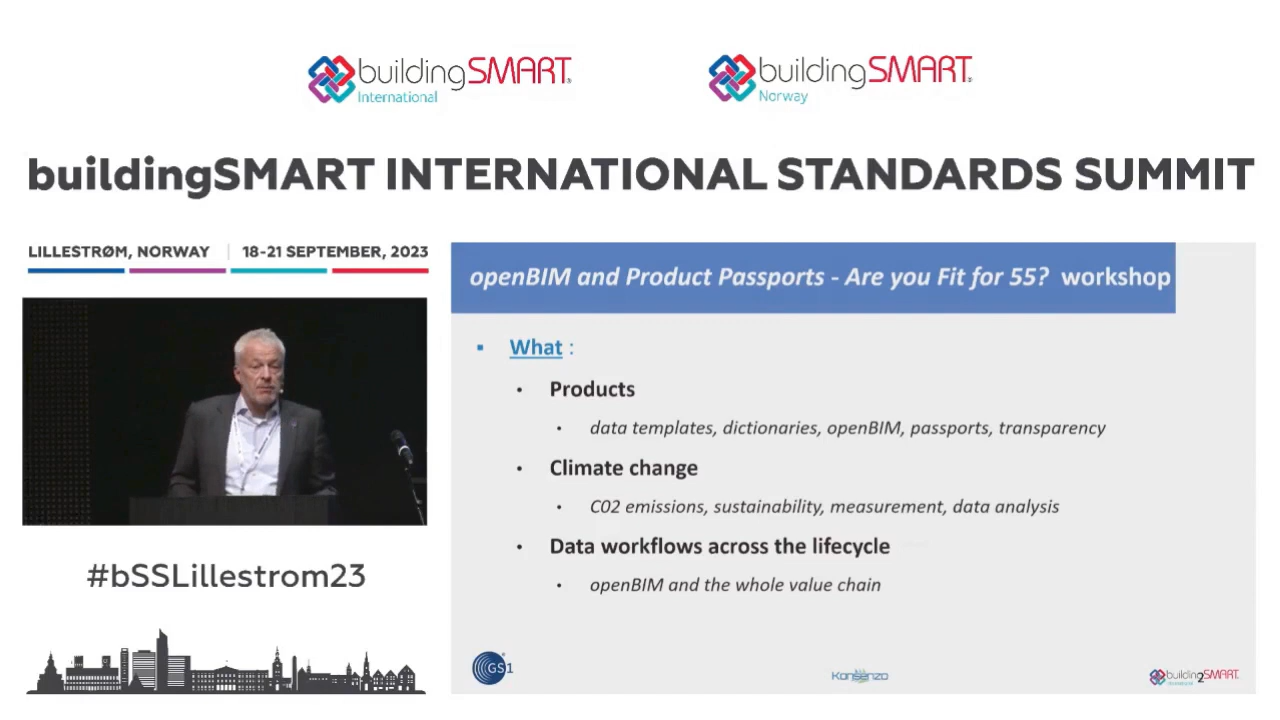 buildingSMART®
International
buildingSMART®
Norway
buildingSMART INTERNATIONAL STANDARDS SUMMIT
LILLESTRØM, NORWAY | 18-21 SEPTEMBER, 2023
openBIM and Product Passports - Are you Fit for 55? workshop
▪ What :
• Products
• data templates, dictionaries, openBIM, passports, transparency
• Climate change
• C02 emissions, sustainability, measurement, data analysis
• Data workflows across the lifecycle
• openBIM and the whole value chain
#bSSLillestrom23
GS1
Konsenzo
buildingSMART
2